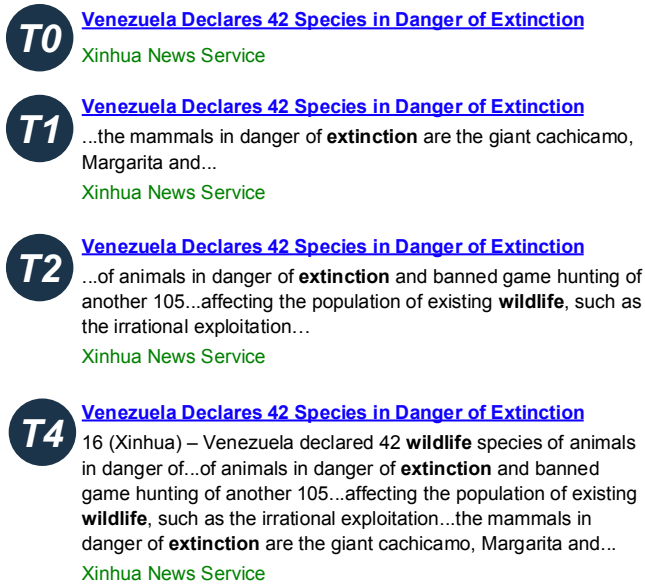 T0
Venezuela Declares 42 Species in Danger of Extinction
Xinhua News Service
T1
Venezuela Declares 42 Species in Danger of Extinction
...the mammals in danger of extinction are the giant cachicamo,
Margarita and...
Xinhua News Service
T2
Venezuela Declares 42 Species in Danger of Extinction
...of animals in danger of extinction and banned game hunting of
another 105...affecting the population of existing wildlife, such as
the irrational exploitation…
Xinhua News Service
T4
Venezuela Declares 42 Species in Danger of Extinction
16 (Xinhua) – Venezuela declared 42 wildlife species of animals
in danger of...of animals in danger of extinction and banned
game hunting of another 105...affecting the population of existing
wildlife, such as the irrational exploitation...the mammals in
danger of extinction are the giant cachicamo, Margarita and...
Xinhua News Service